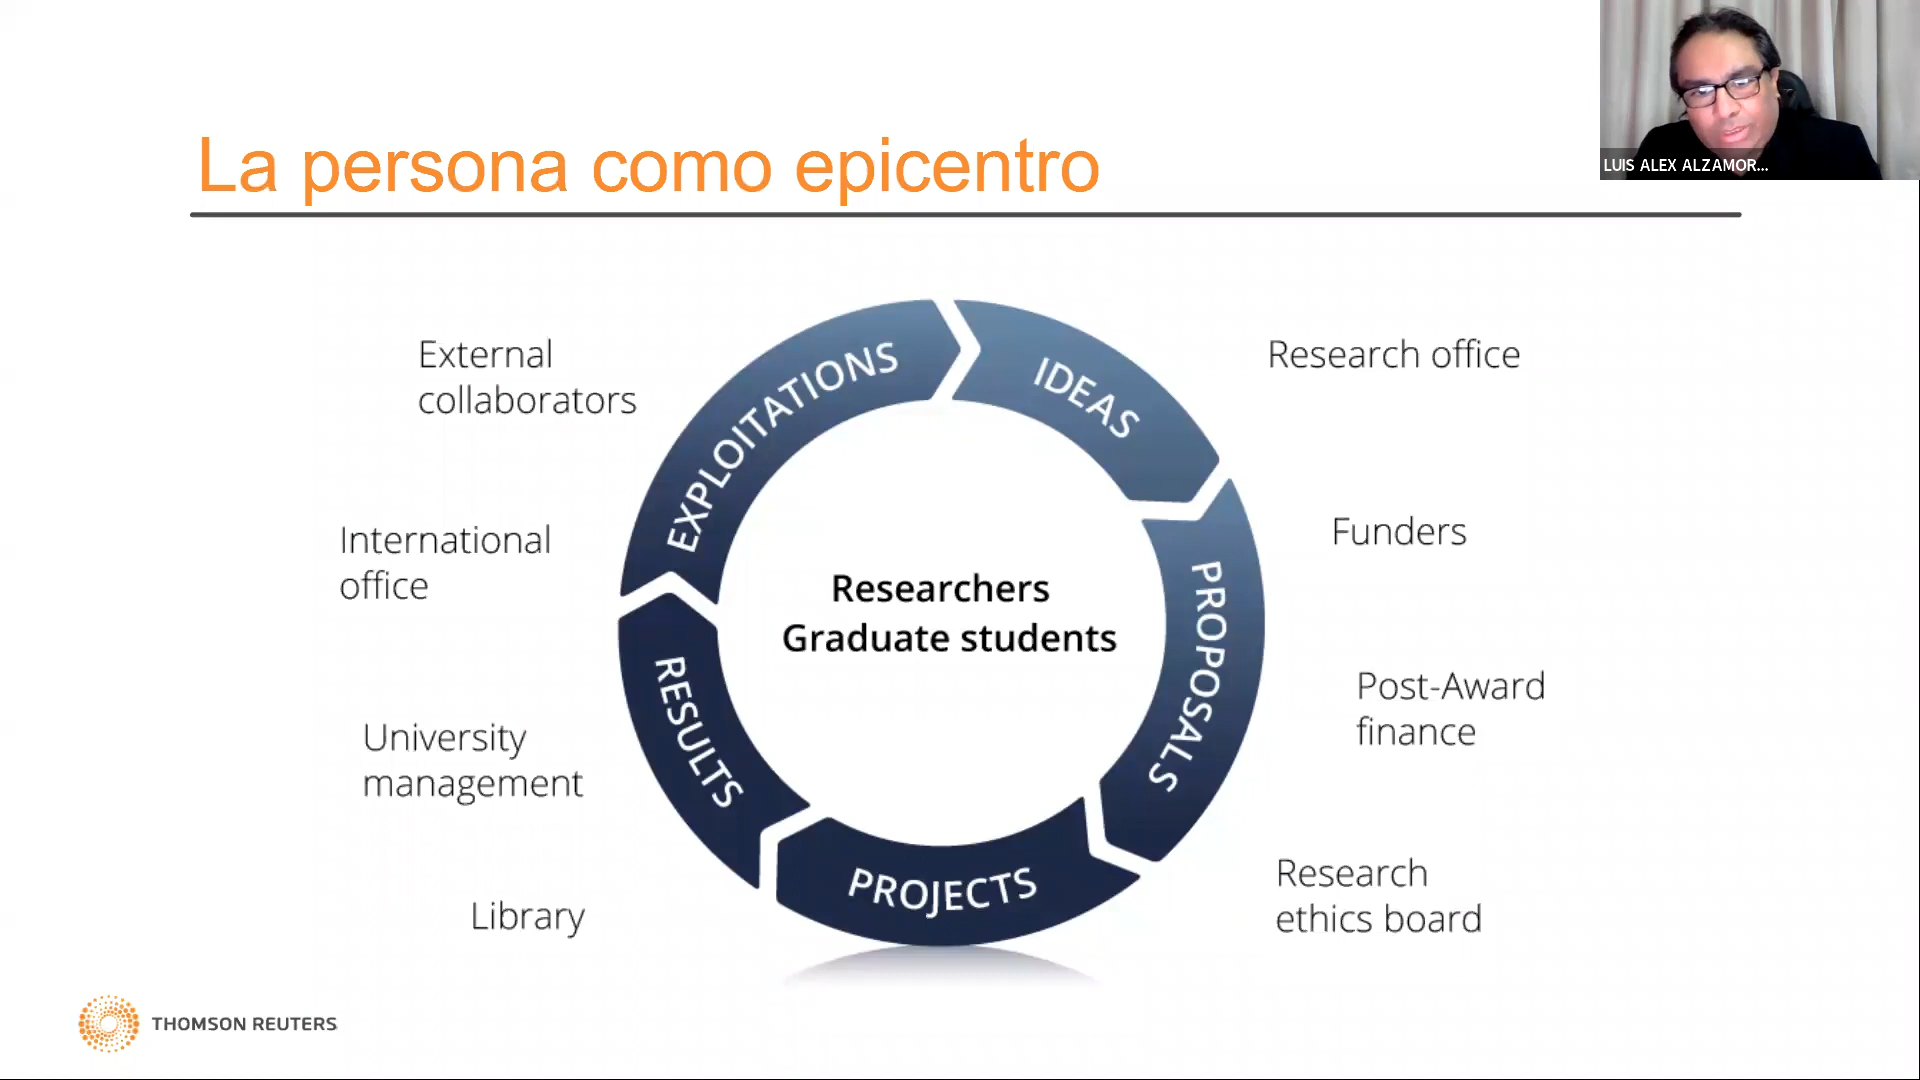 LUIS ALEX ALZAMOR...
La persona como epicentro
External
collaborators
International
office
University
management
Library
EXPLOITATIONS
IDEAS
PROPOSALS
PROJECTS
RESULTS
Researchers
Graduate students
Research office
Funders
Post-Award
finance
Research
ethics board
THOMSON REUTERS